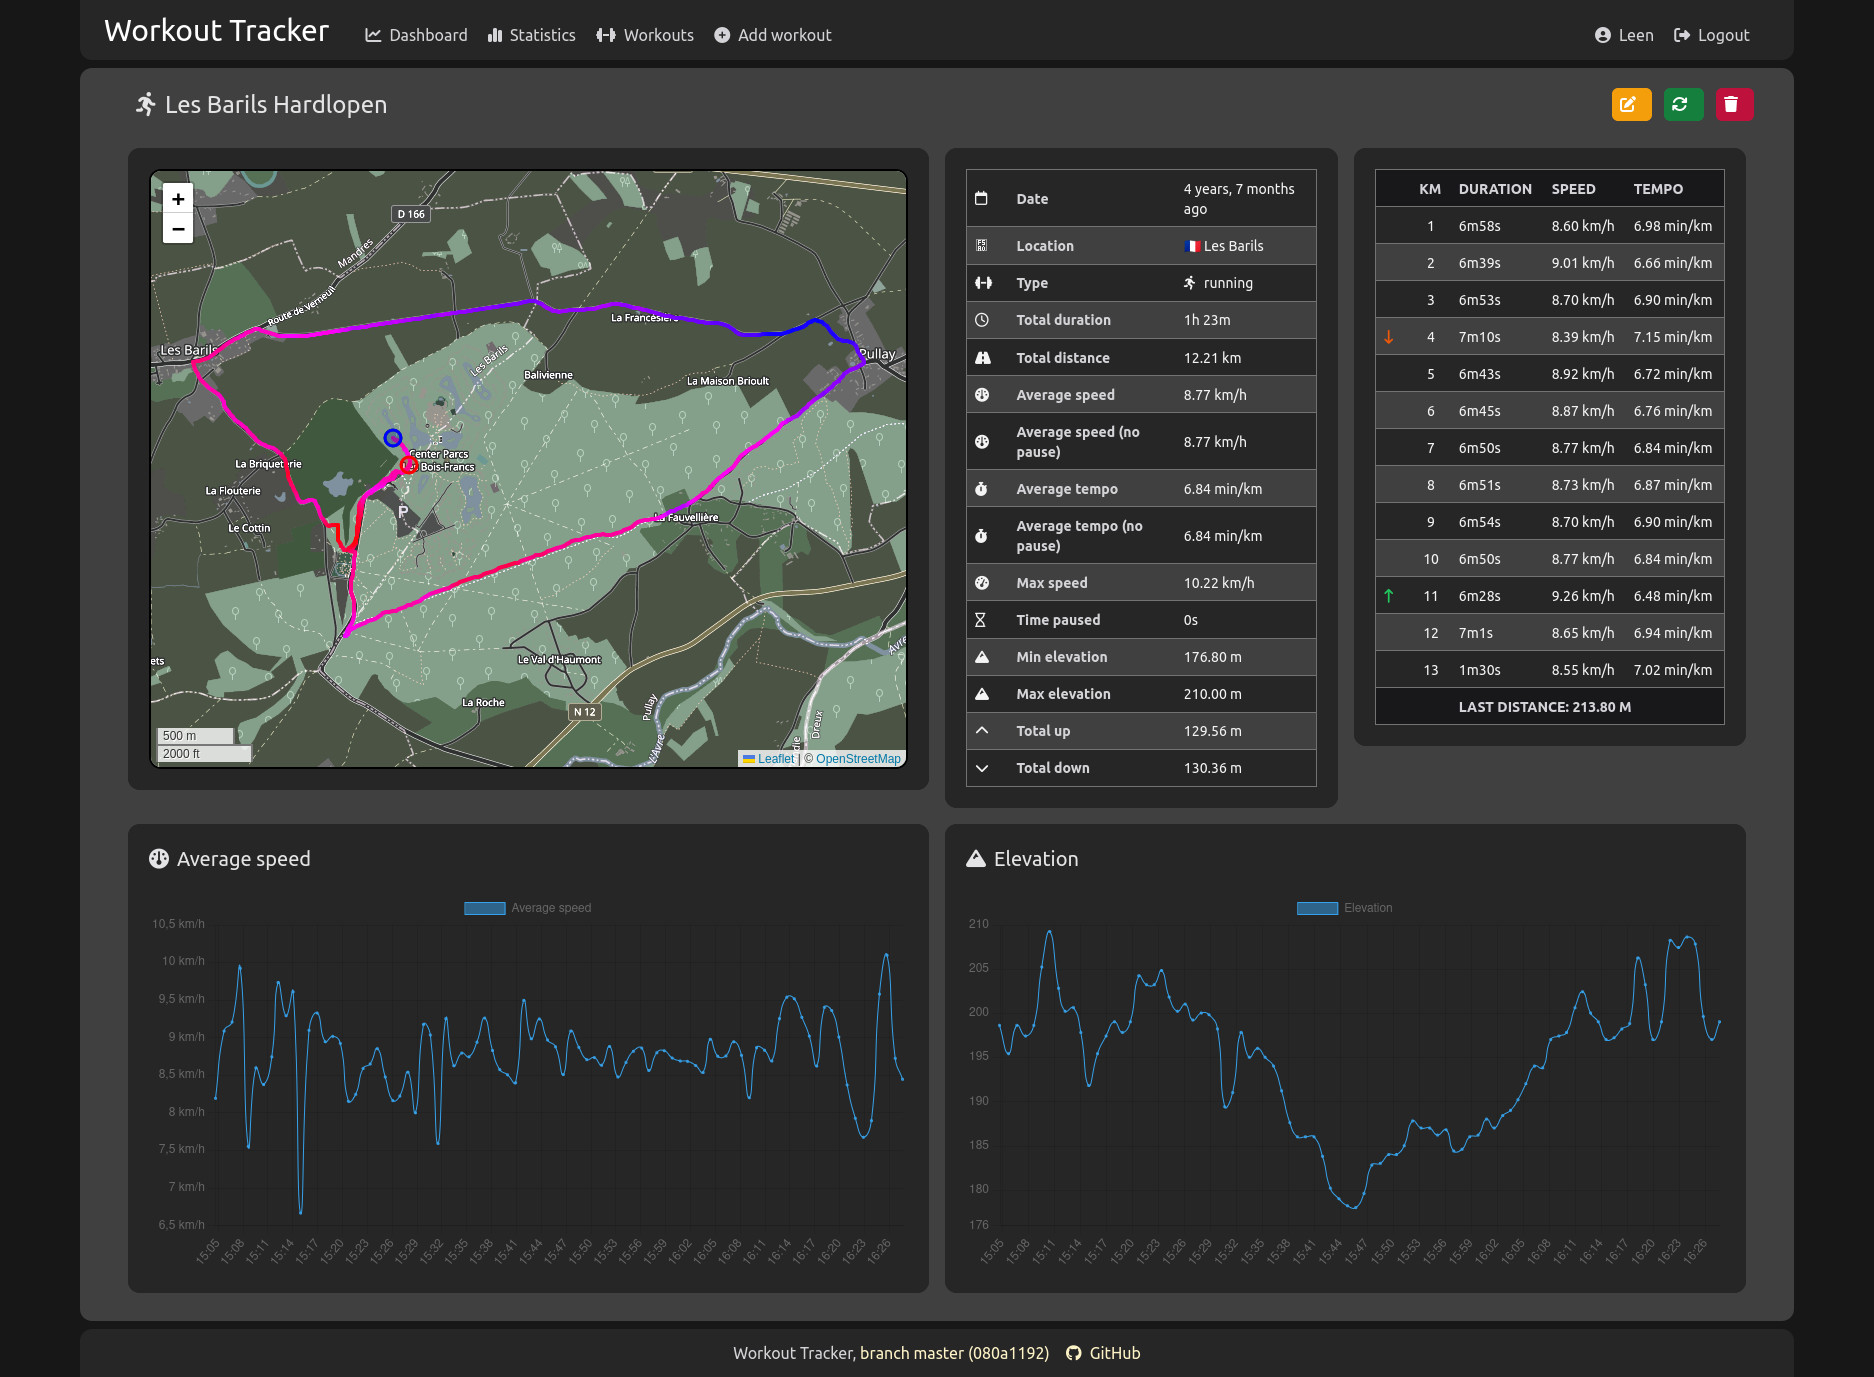 Workout Tracker Dashboard Statistics Workouts Add workout Leen Logout
Les Barils Hardlopen
+
−
D 166
Mandres
Route de Verneuil
La Francésière
Les Barils
Pullay
Les Barils
Balivienne
La Maison Brioult
Center Parcs
Bois-Francs
La Briqueterie
La Flouterie
P
La Fauvellière
Le Cottin
Avre
ets
Le Val d'Haumont
La Roche
N 12
Pullay
Dreux
L'Avre
die
500 m
2000 ft
Leaflet | © OpenStreetMap
Date 4 years, 7 months
ago
Location Les Barils
Type running
Total duration 1h 23m
Total distance 12.21 km
Average speed 8.77 km/h
Average speed (no
pause) 8.77 km/h
Average tempo 6.84 min/km
Average tempo (no
pause) 6.84 min/km
Max speed 10.22 km/h
Time paused 0s
Min elevation 176.80 m
Max elevation 210.00 m
Total up 129.56 m
Total down 130.36 m
KM DURATION SPEED TEMPO
1 6m58s 8.60 km/h 6.98 min/km
2 6m39s 9.01 km/h 6.66 min/km
3 6m53s 8.70 km/h 6.90 min/km
↓ 4 7m10s 8.39 km/h 7.15 min/km
5 6m43s 8.92 km/h 6.72 min/km
6 6m45s 8.87 km/h 6.76 min/km
7 6m50s 8.77 km/h 6.84 min/km
8 6m51s 8.73 km/h 6.87 min/km
9 6m54s 8.70 km/h 6.90 min/km
10 6m50s 8.77 km/h 6.84 min/km
↑ 11 6m28s 9.26 km/h 6.48 min/km
12 7m1s 8.65 km/h 6.94 min/km
13 1m30s 8.55 km/h 7.02 min/km
LAST DISTANCE: 213.80 M
Average speed
Average speed
10,5 km/h
10 km/h
9,5 km/h
9 km/h
8,5 km/h
8 km/h
7,5 km/h
7 km/h
6,5 km/h
15:05 15:08 15:11 15:14 15:17 15:20 15:23 15:26 15:29 15:32 15:35 15:38 15:41 15:44 15:47 15:50 15:53 15:56 15:59 16:02 16:05 16:08 16:11 16:14 16:17 16:20 16:23 16:26
Elevation
Elevation
210
205
200
195
190
185
180
176
15:05 15:08 15:11 15:14 15:17 15:20 15:23 15:26 15:29 15:32 15:35 15:38 15:41 15:44 15:47 15:50 15:53 15:56 15:59 16:02 16:05 16:08 16:11 16:14 16:17 16:20 16:23 16:26
Workout Tracker, branch master (080a1192) GitHub